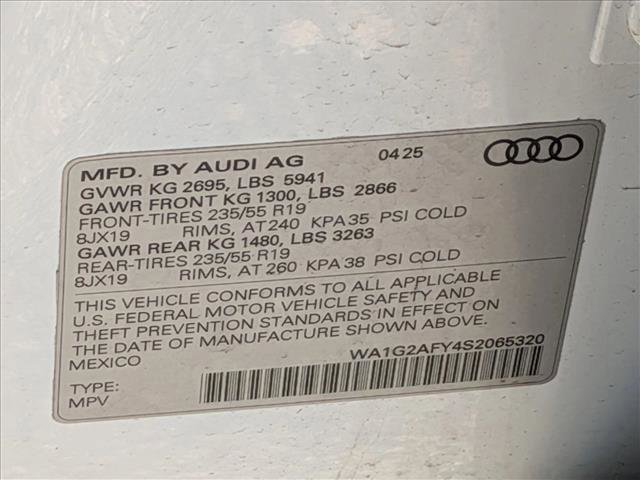 MFD. BY AUDI AG 04 25
GVWR KG 2695, LBS 5941
GAWR FRONT KG 1300, LBS 2866
FRONT-TIRES 235/55 R19
8JX19 RIMS, AT 240 KPA 35 PSI COLD
GAWR REAR KG 1480, LBS 3263
REAR-TIRES 235/55 R19
8JX19 RIMS, AT 260 KPA 38 PSI COLD
THIS VEHICLE CONFORMS TO ALL APPLICABLE
U.S. FEDERAL MOTOR VEHICLE SAFETY AND
THEFT PREVENTION STANDARDS IN EFFECT ON
THE DATE OF MANUFACTURE SHOWN ABOVE.
MEXICO WA1G2AFY4S2065320
TYPE:
MPV